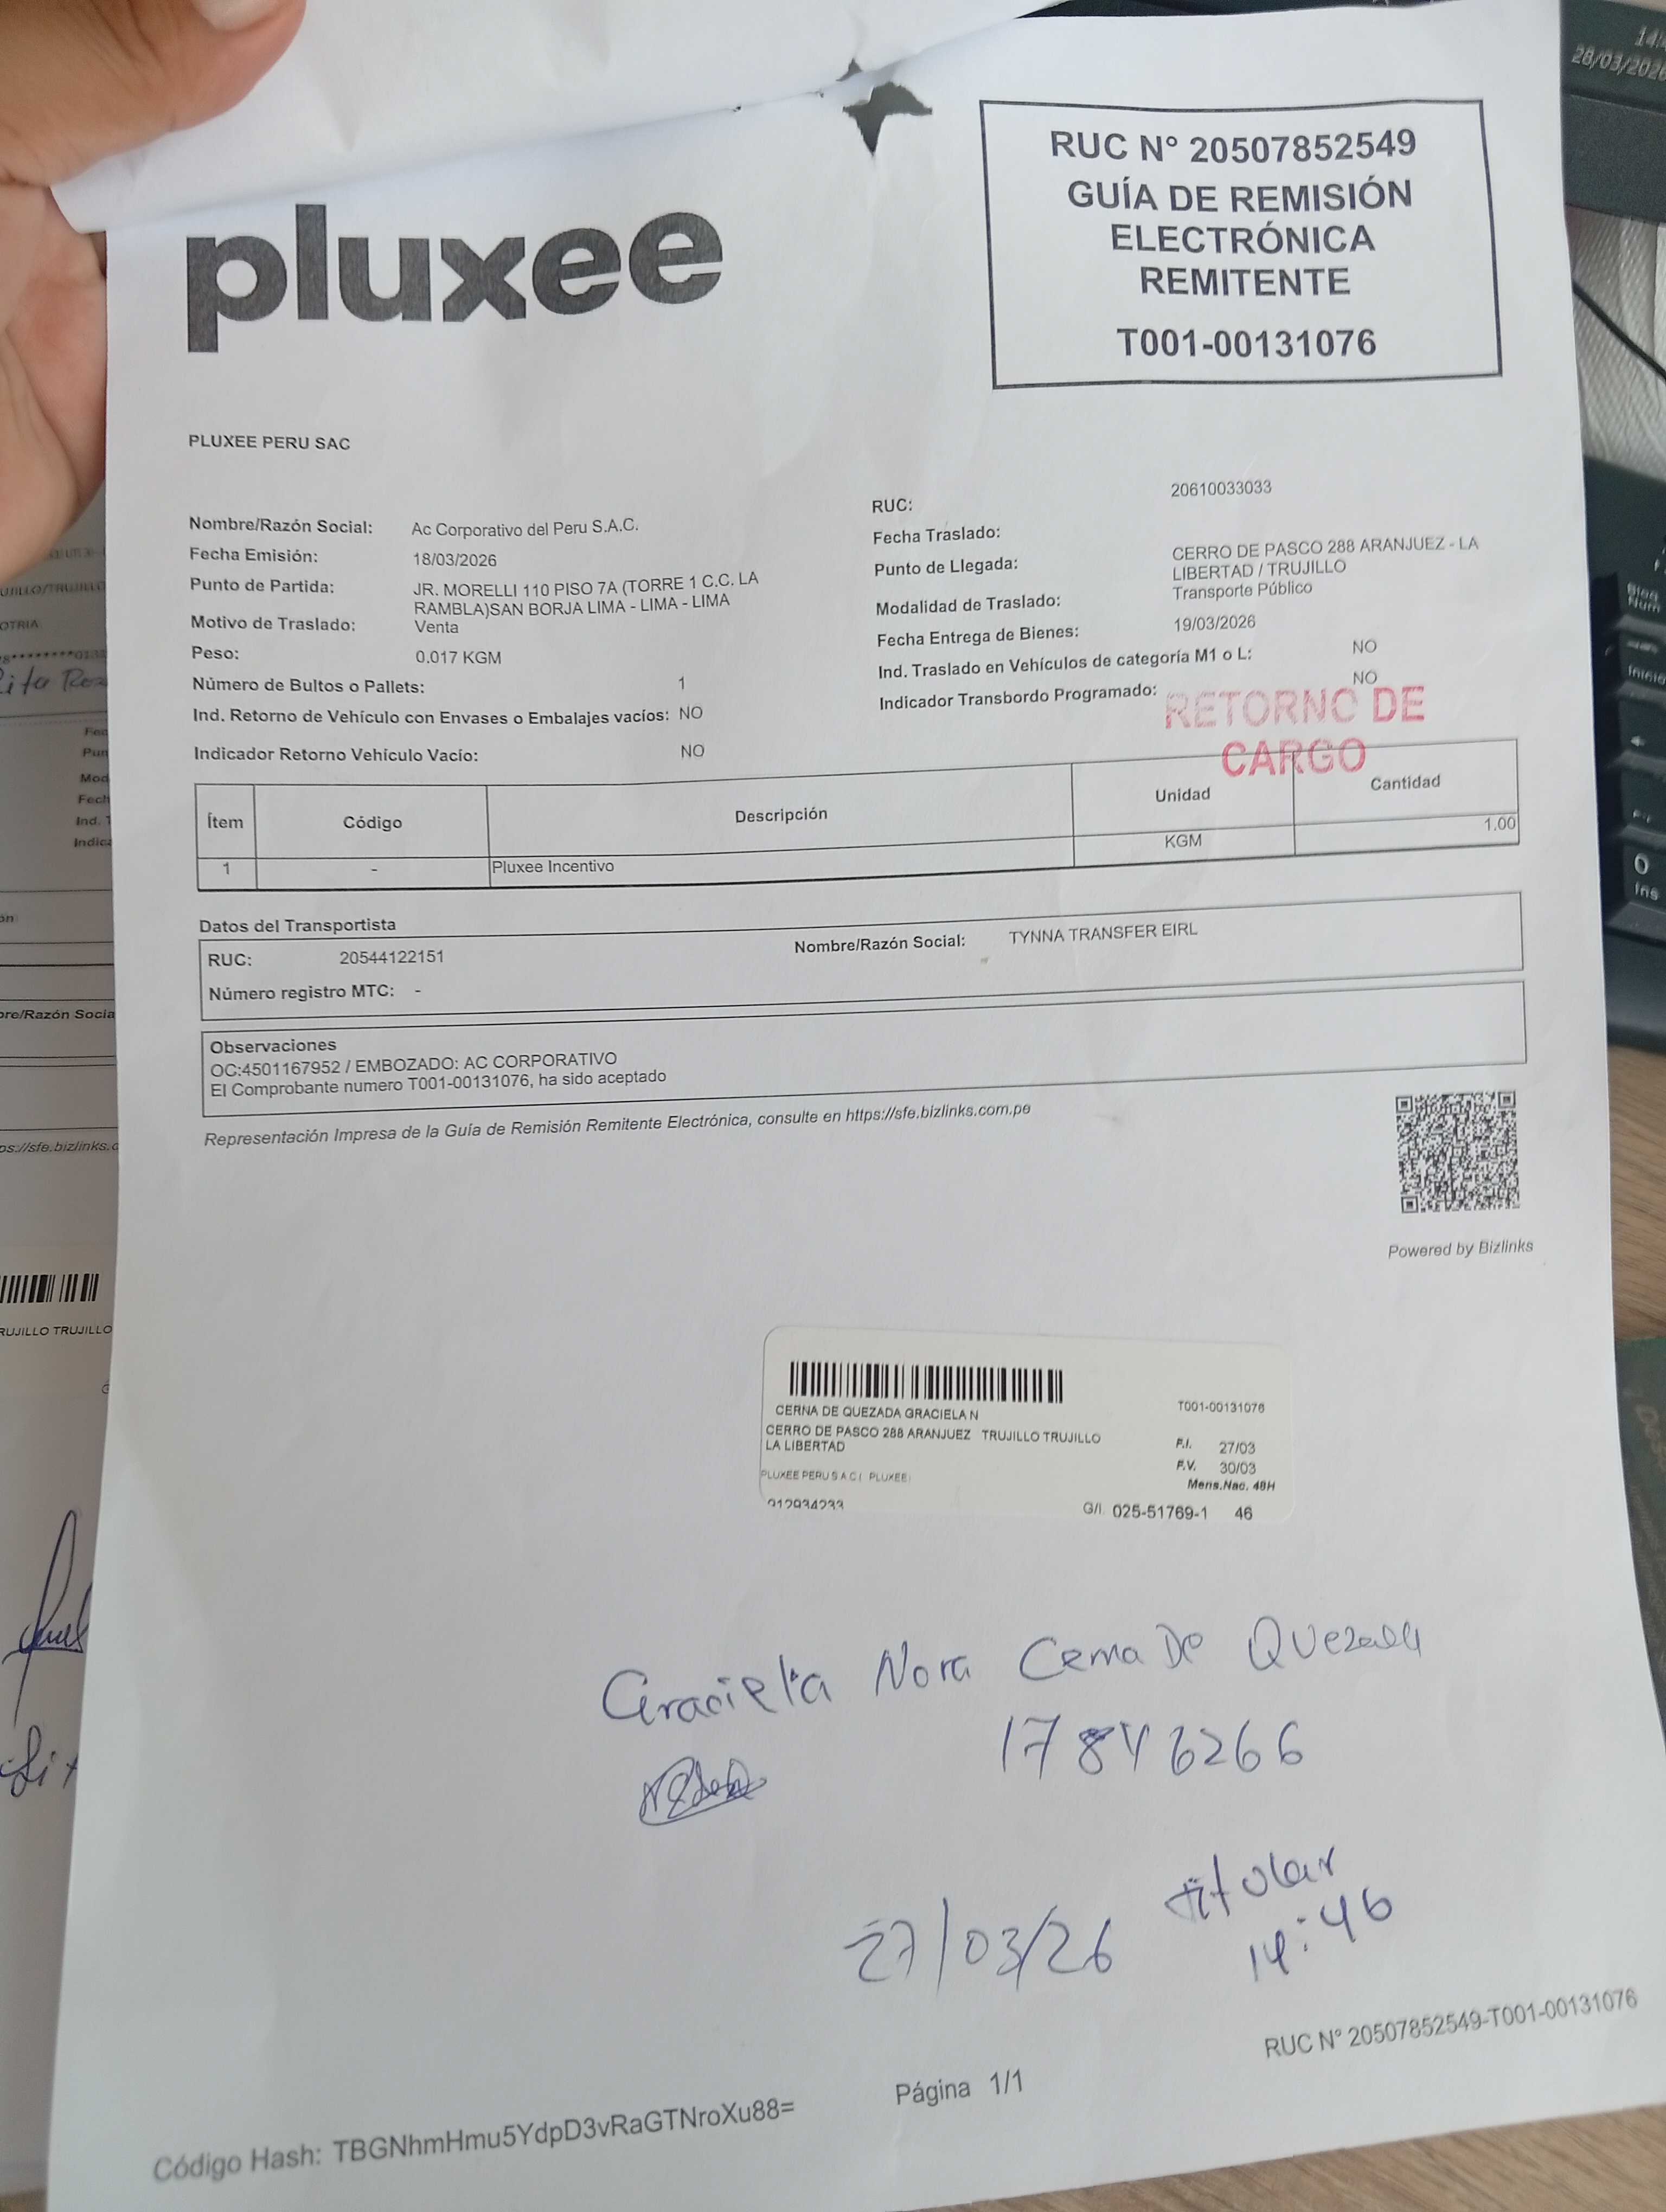 28/03/2026
RUC N° 20507852549
GUÍA DE REMISIÓN
ELECTRÓNICA
REMITENTE
T001-00131076
pluxee
PLUXEE PERU SAC
Nombre/Razón Social: Ac Corporativo del Peru S.A.C.
Fecha Emisión: 18/03/2026
Punto de Partida: JR. MORELLI 110 PISO 7A (TORRE 1 C.C. LA
RAMBLA)SAN BORJA LIMA - LIMA - LIMA
Motivo de Traslado: Venta
Peso: 0.017 KGM
Número de Bultos o Pallets: 1
Ind. Retorno de Vehículo con Envases o Embalajes vacíos: NO
Indicador Retorno Vehículo Vacío: NO
RUC: 20610033033
Fecha Traslado:
Punto de Llegada: CERRO DE PASCO 288 ARANJUEZ - LA
LIBERTAD / TRUJILLO
Modalidad de Traslado: Transporte Público
Fecha Entrega de Bienes: 19/03/2026
Ind. Traslado en Vehículos de categoría M1 o L: NO
Indicador Transbordo Programado: NO
RETORNO DE
CARGO
Ítem Código Descripción Unidad Cantidad
1 - Pluxee Incentivo KGM 1.00
Datos del Transportista
RUC: 20544122151 Nombre/Razón Social: TYNNA TRANSFER EIRL
Número registro MTC: -
Observaciones
OC:4501167952 / EMBOZADO: AC CORPORATIVO
El Comprobante numero T001-00131076, ha sido aceptado
Representación Impresa de la Guía de Remisión Remitente Electrónica, consulte en https://sfe.bizlinks.com.pe
Powered by Bizlinks
CERNA DE QUEZADA GRACIELA N T001-00131076
CERRO DE PASCO 288 ARANJUEZ TRUJILLO TRUJILLO
LA LIBERTAD
F.I. 27/03
F.V. 30/03
PLUXEE PERU S A C ( PLUXEE)
Mens.Nac. 48H
912934233 G/I. 025-51769-1 46
Graciela Nora Cerna De Quezada
17846266
titular
27/03/26 14:46
RUC N° 20507852549-T001-00131076
Página 1/1
Código Hash: TBGNhmHmu5YdpD3vRaGTNroXu88=